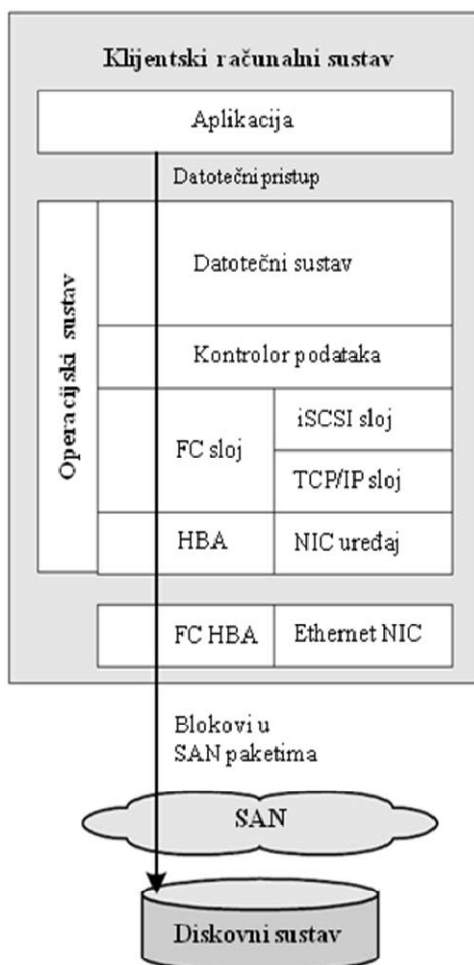 Klijentski računalni sustav
Aplikacija
Datotečni pristup
Operacijski sustav
Datotečni sustav
Kontrolor podataka
FC sloj
iSCSI sloj
TCP/IP sloj
HBA
NIC uređaj
FC HBA
Ethernet NIC
Blokovi u
SAN paketima
SAN
Diskovni sustav